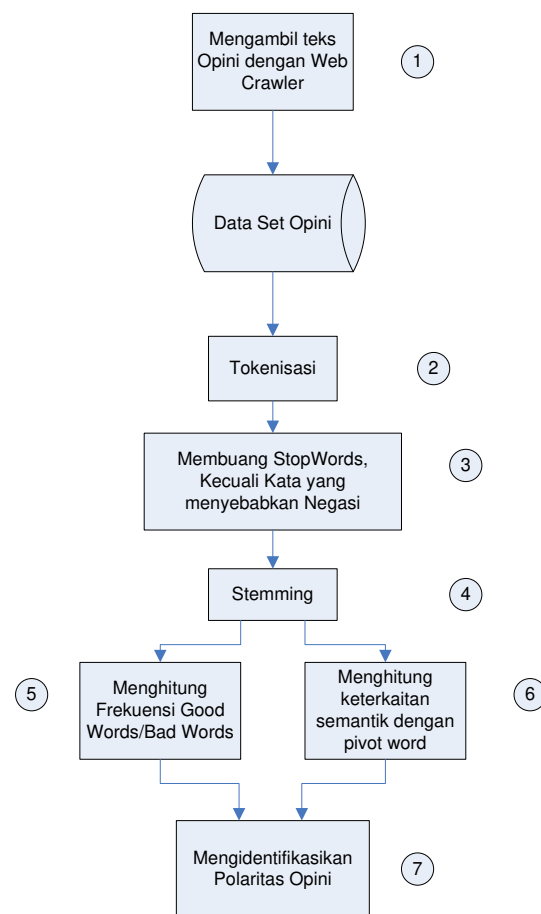 Mengambil teks
Opini dengan Web
Crawler
1
Data Set Opini
Tokenisasi
2
Membuang StopWords,
Kecuali Kata yang
menyebabkan Negasi
3
Stemming
4
5
Menghitung
Frekuensi Good
Words/Bad Words
Menghitung
keterkaitan
semantik dengan
pivot word
6
Mengidentifikasikan
Polaritas Opini
7